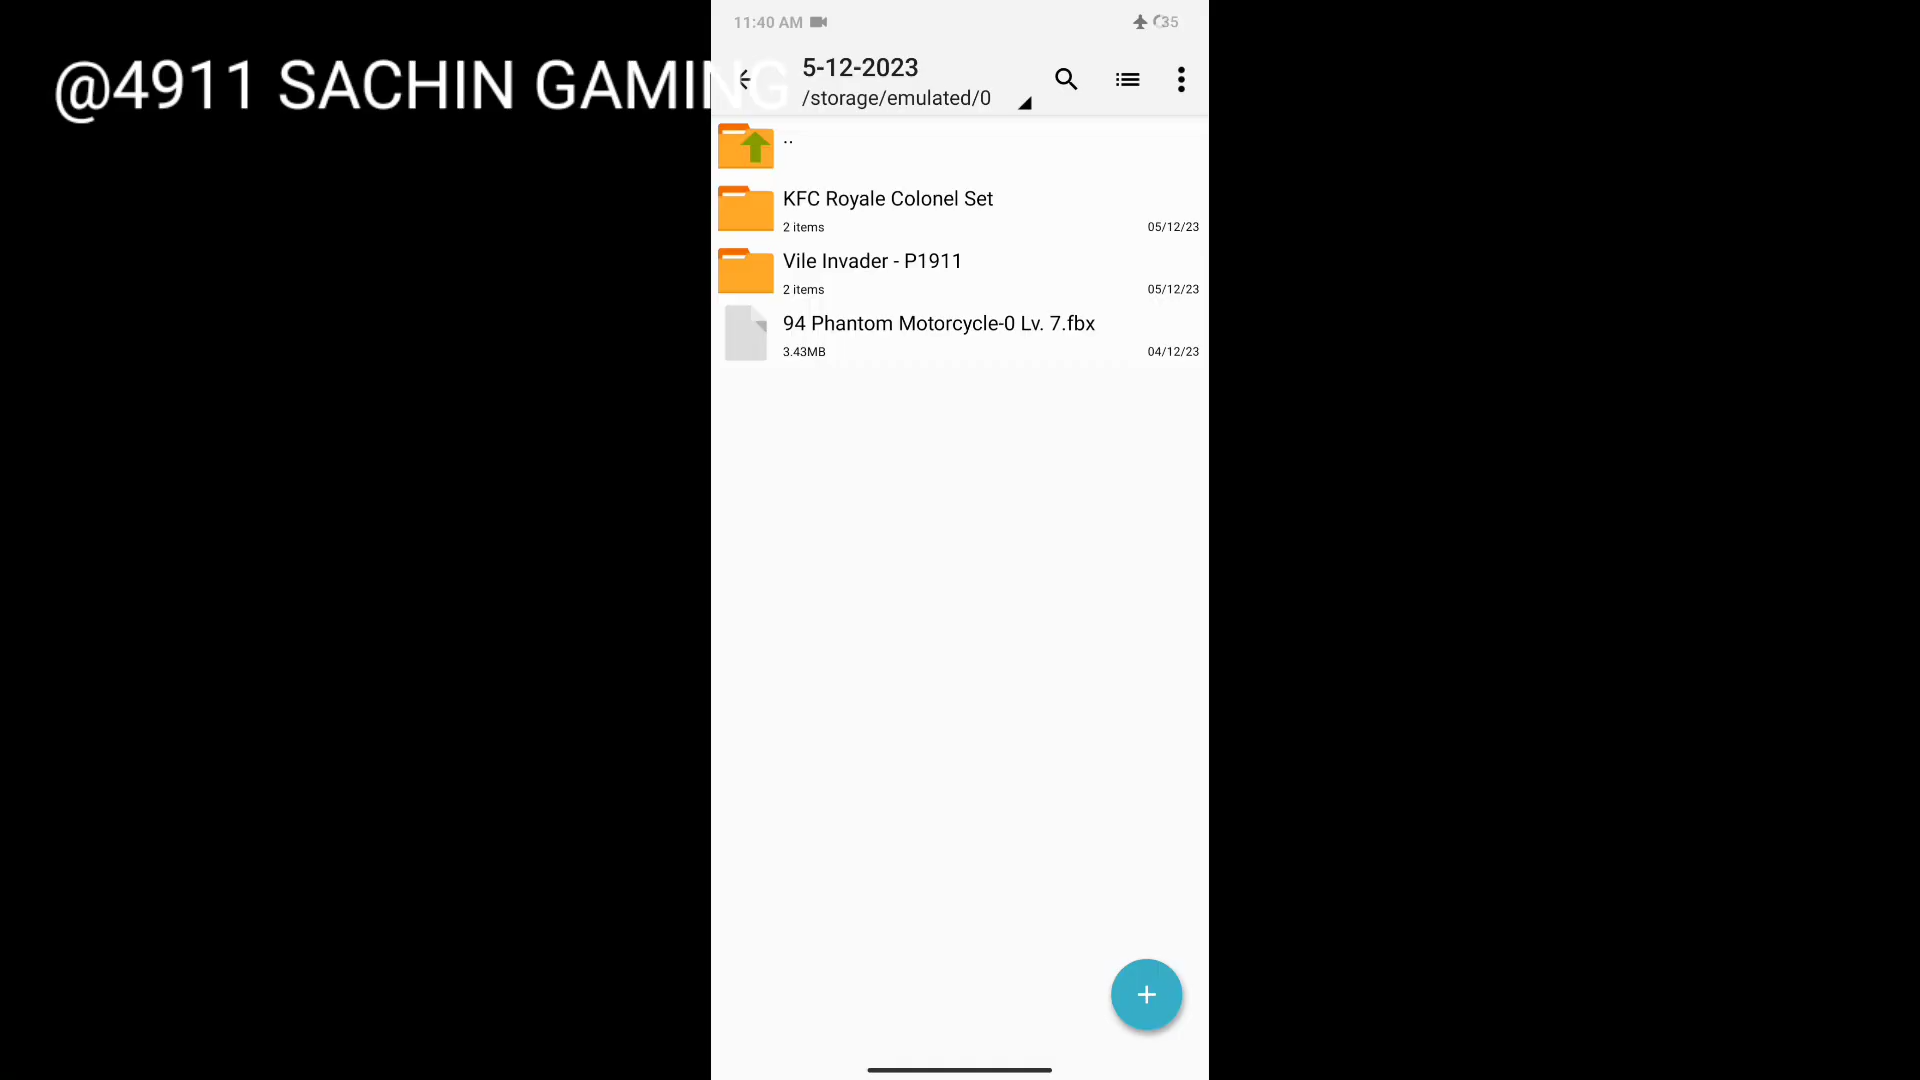 11:40 AM
35
@4911 SACHIN GAMING
5-12-2023
/storage/emulated/0
..
KFC Royale Colonel Set
2 items
05/12/23
Vile Invader - P1911
2 items
05/12/23
94 Phantom Motorcycle-0 Lv. 7.fbx
3.43MB
04/12/23